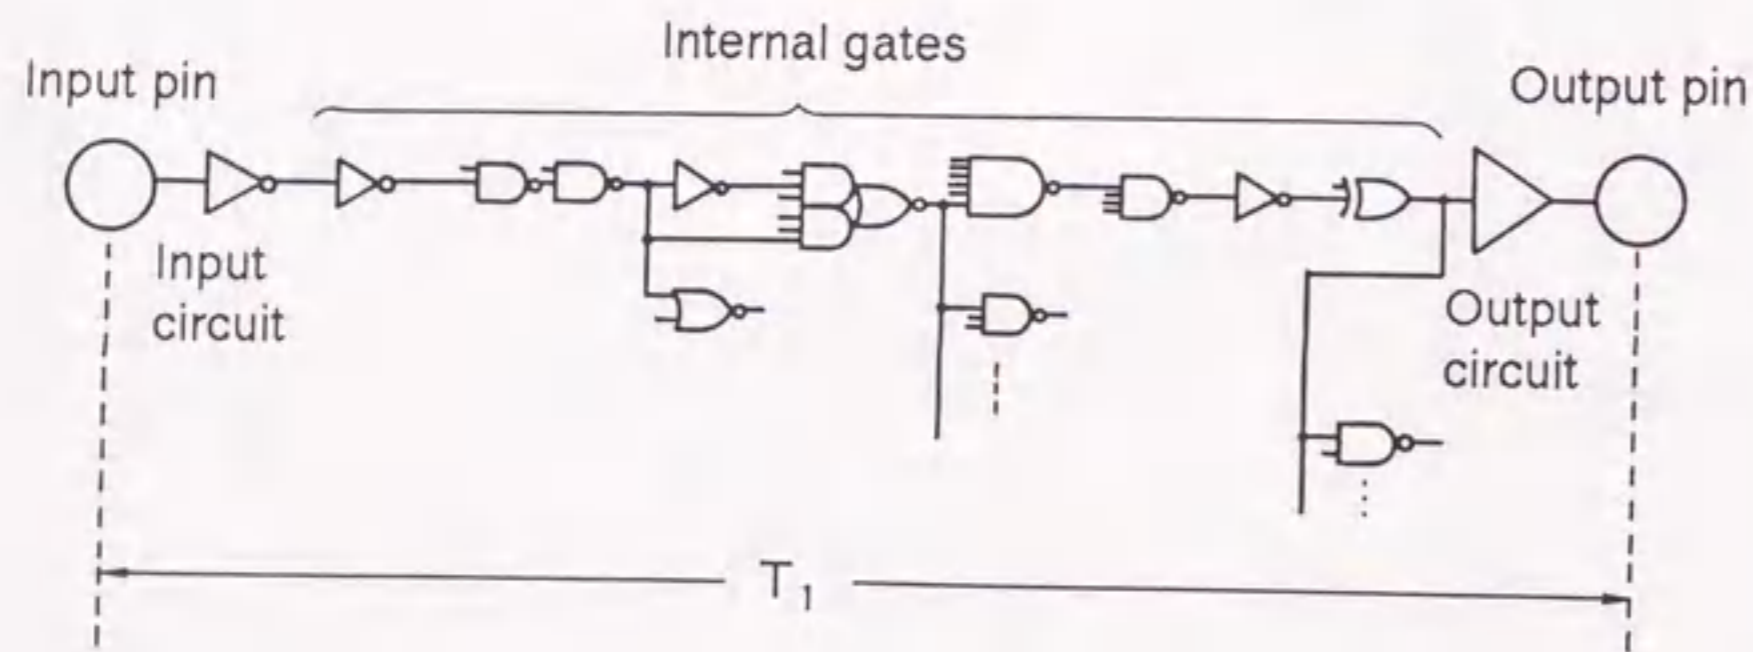 Internal gates
Input pin
Output pin
Input
circuit
Output
circuit
T₁